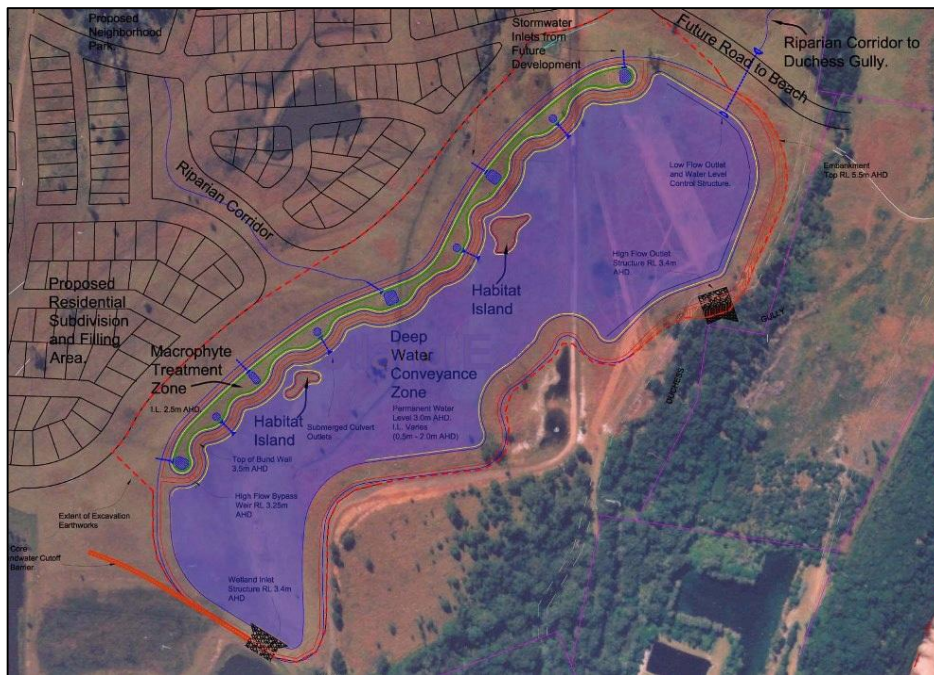 Proposed
Neighborhood
Park.
Stormwater
Inlets from
Future
Development
Future Road to Beach
Riparian Corridor to
Duchess Gully.
Low Flow Outlet
and Water Level
Control Structure.
Embankment
Top RL 5.5m AHD
Riparian Corridor
High Flow Outlet
Structure RL 3.4m
AHD
Proposed
Residential
Subdivision
and Filling
Area.
Habitat
Island
Macrophyte
Treatment
Zone
I.L. 2.8m AHD.
Deep
Water
Conveyance
Zone
Permanent Water
Level 3.0m AHD.
I.L. Varies
(0.5m - 2.0m AHD)
DUCHESS
GULLY
Habitat
Island
Submerged Culvert
Outlets
Top of Bund Wall
3.5m AHD
High Flow Bypass
Weir RL 3.25m
AHD
Extent of Excavation
Earthworks
Cutoff
Barrier.
Wetland Inlet
Structure RL 3.4m
AHD